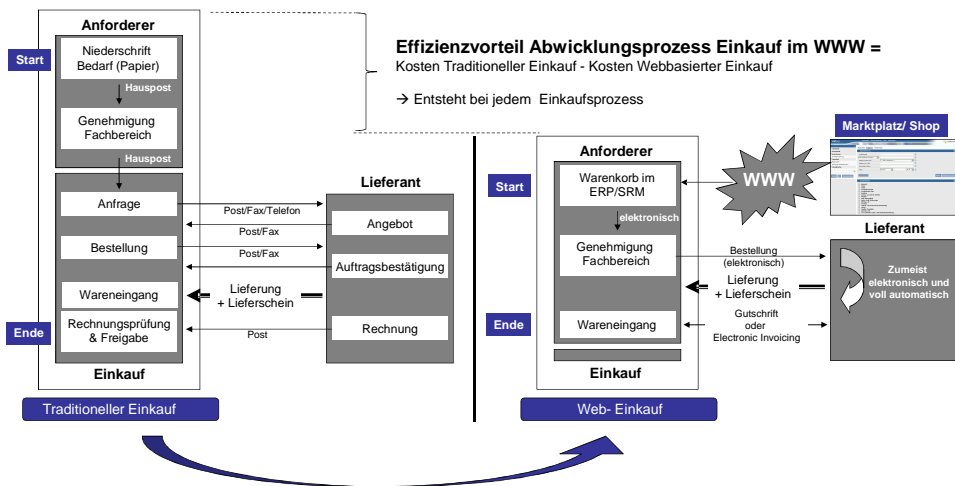 Anforderer
Start
Niederschrift
Bedarf (Papier)
Hauspost
Genehmigung
Fachbereich
Hauspost
Anfrage
Bestellung
Wareneingang
Ende
Rechnungsprüfung
& Freigabe
Einkauf
Traditioneller Einkauf
Post/Fax/Telefon
Post/Fax
Post/Fax
Lieferung
+ Lieferschein
Post
Lieferant
Angebot
Auftragsbestätigung
Rechnung
Effizienzvorteil Abwicklungsprozess Einkauf im WWW =
Kosten Traditioneller Einkauf - Kosten Webbasierter Einkauf
→ Entsteht bei jedem Einkaufsprozess
Anforderer
Start
Warenkorb im
ERP/SRM
elektronisch
Genehmigung
Fachbereich
Ende
Wareneingang
Einkauf
Web- Einkauf
WWW
Marktplatz/ Shop
Bestellung
(elektronisch)
Lieferung
+ Lieferschein
Gutschrift
oder
Electronic Invoicing
Lieferant
Zumeist
elektronisch und
voll automatisch